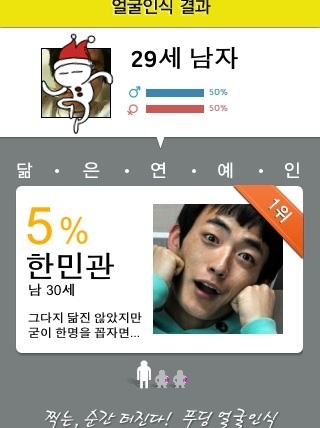 얼굴인식 결과
29세 남자
50%
50%
닮 · 은 · 연 · 예 · 인
1위
5%
한민관
남 30세
그다지 닮진 않았지만
굳이 한명을 꼽자면...
찍는, 순간 터진다! 푸딩 얼굴인식